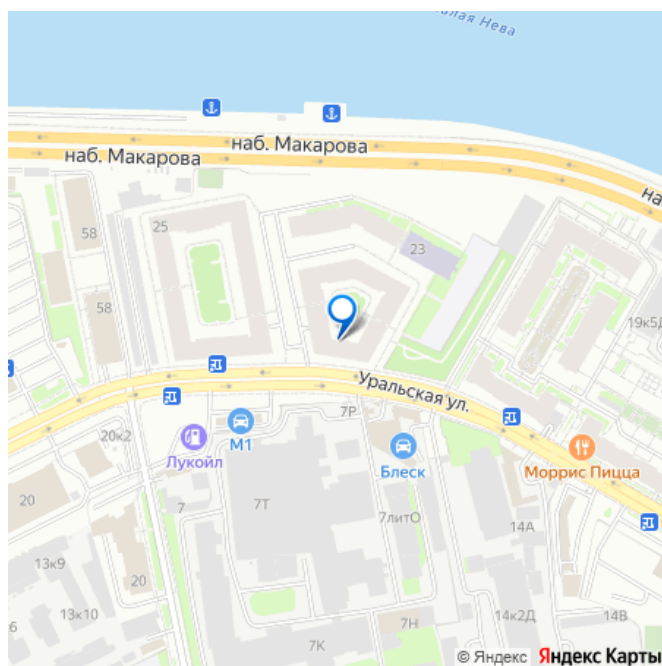 алая Нева
наб. Макарова
наб. Макарова
на
25
58
23
58
19к5Д
Уральская ул.
7Р
20к2
М1
Лукойл
Блеск
Моррис Пицца
20
7
7Т
7литО
14А
13к9
20
13к10
6
14к2Д
14В
7Н
7К
© Яндекс Яндекс Карты